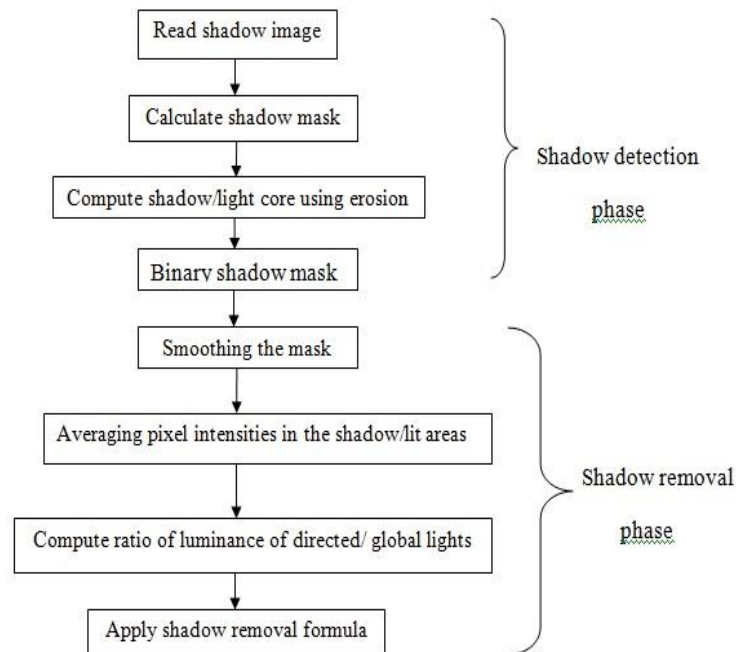 Read shadow image
Calculate shadow mask
Compute shadow/light core using erosion
Binary shadow mask
Shadow detection
phase
Smoothing the mask
Averaging pixel intensities in the shadow/lit areas
Compute ratio of luminance of directed/ global lights
Apply shadow removal formula
Shadow removal
phase